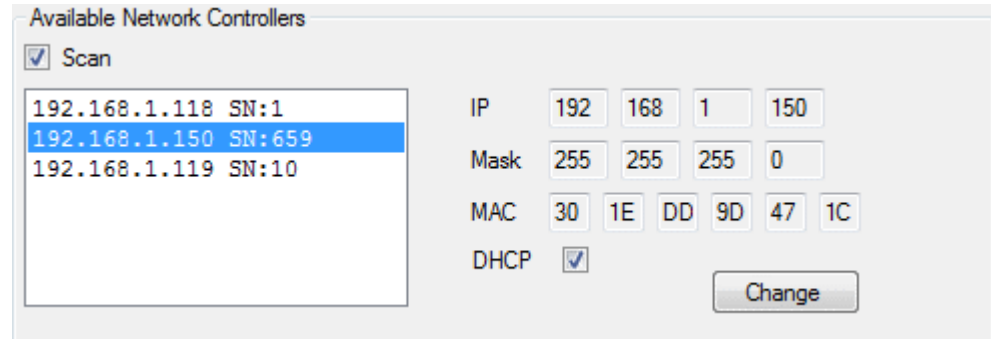 Available Network Controllers
Scan
192.168.1.118 SN:1
192.168.1.150 SN:659
192.168.1.119 SN:10
IP 192 168 1 150
Mask 255 255 255 0
MAC 30 1E DD 9D 47 1C
DHCP
Change